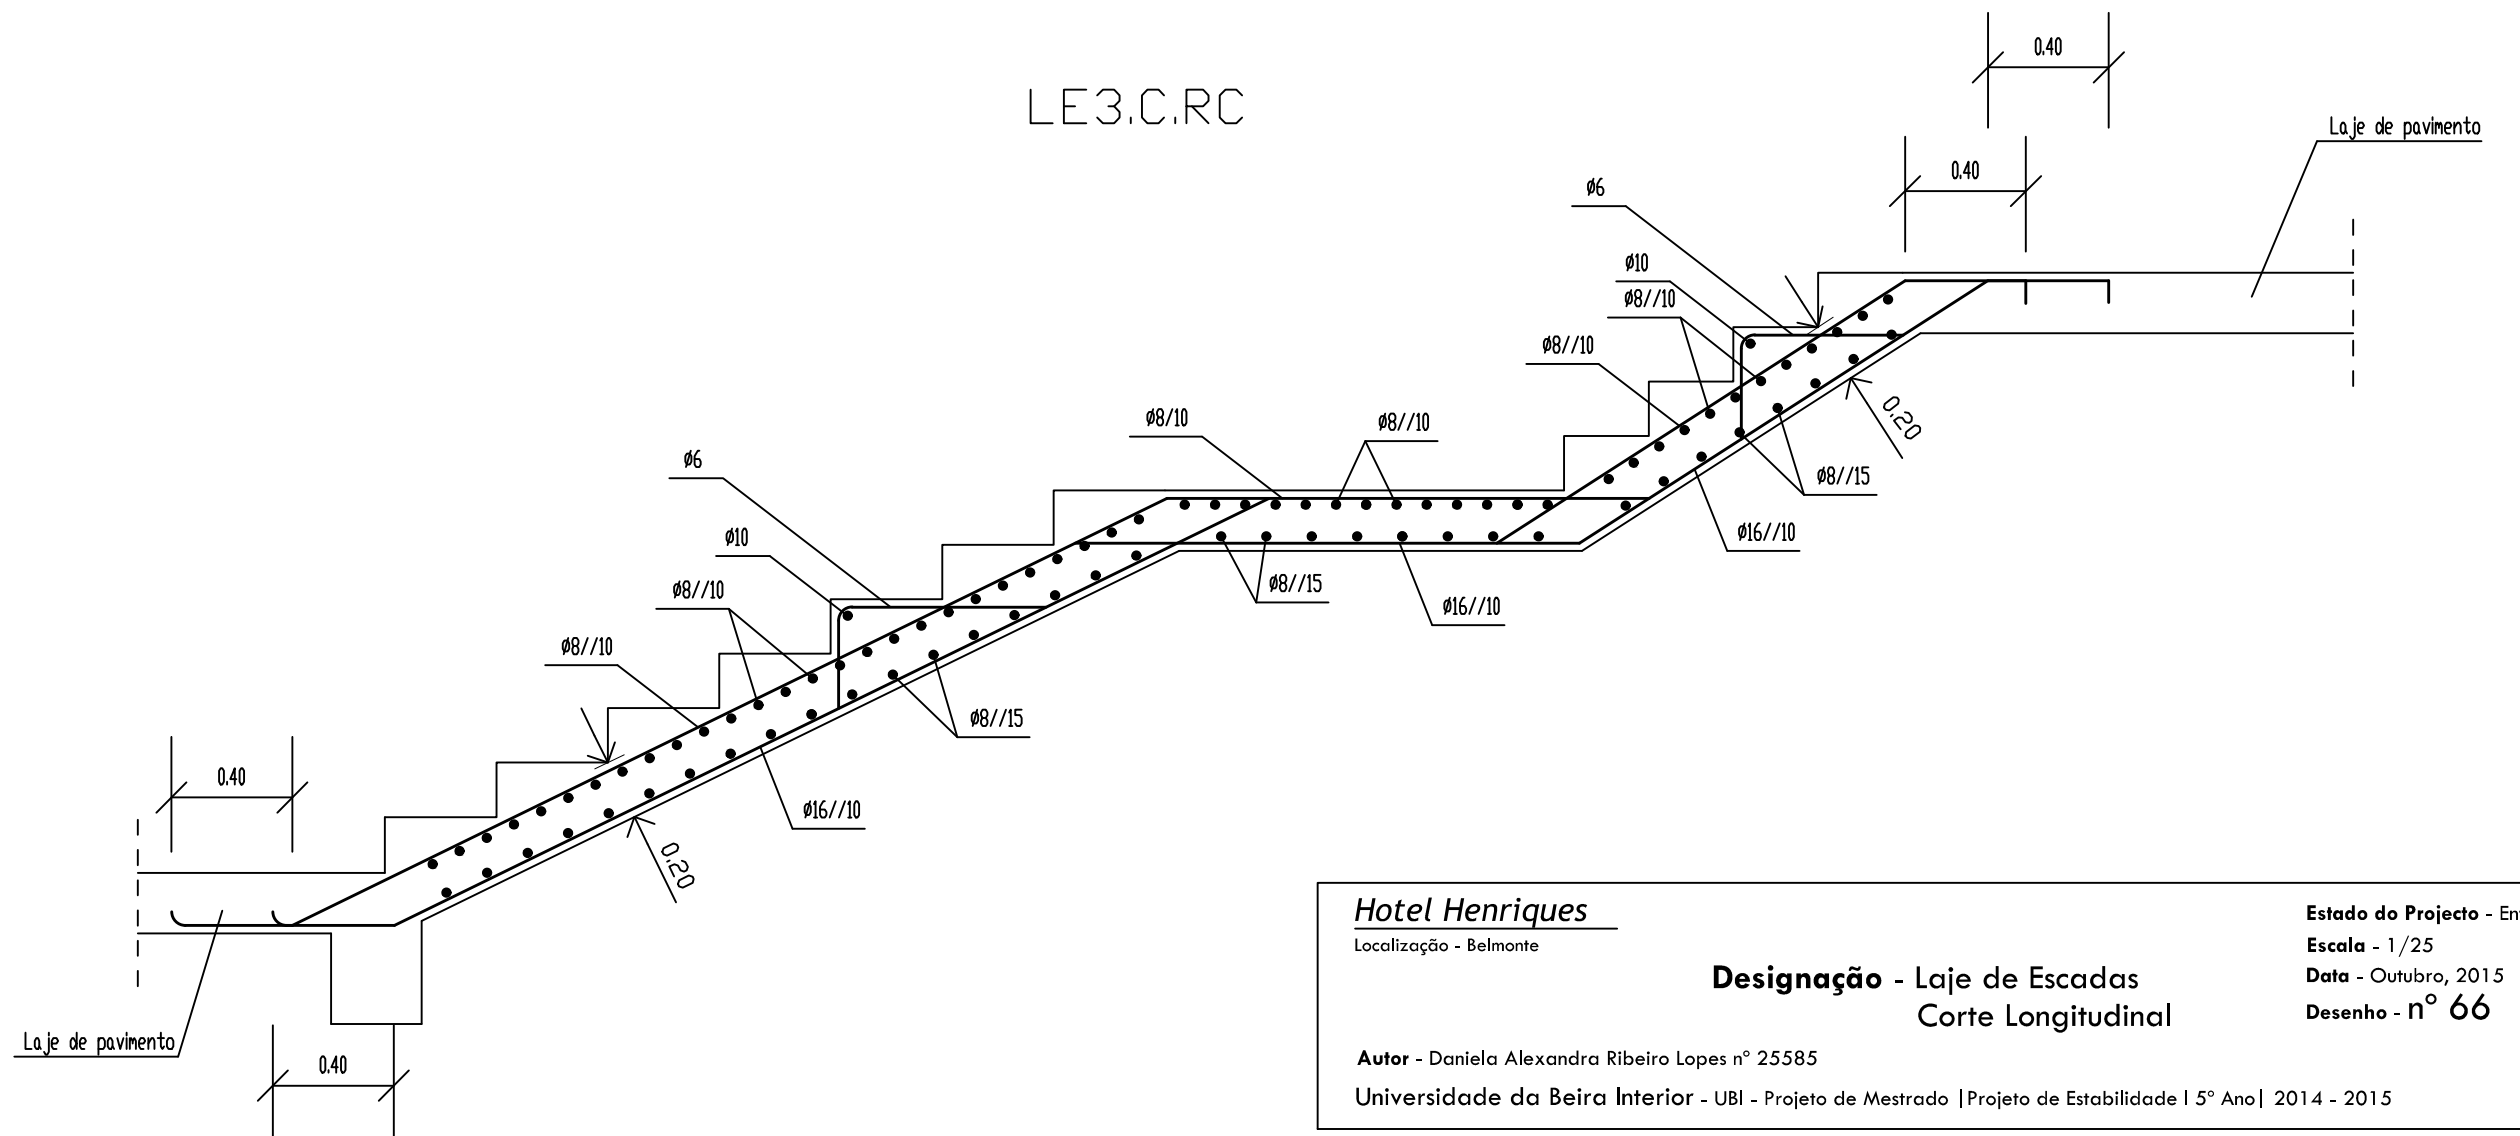 0.40
LE3.C.RC
Laje de pavimento
0.40
Ø6
Ø10
Ø8//10
Ø8//10
0.20
Ø8/10
Ø8//10
Ø6
Ø8//15
Ø16//10
Ø10
Ø8//10
Ø8//15
Ø16//10
Ø8//10
Ø8//15
0.40
Ø16//10
0.20
Laje de pavimento
0.40
Hotel Henriques
Localização - Belmonte
Designação - Laje de Escadas
Corte Longitudinal
Estado do Projecto -
Escala - 1/25
Data - Outubro, 2015
Desenho - nº 66
Autor - Daniela Alexandra Ribeiro Lopes nº 25585
Universidade da Beira Interior - UBI - Projeto de Mestrado |Projeto de Estabilidade I 5º Ano| 2014 - 2015